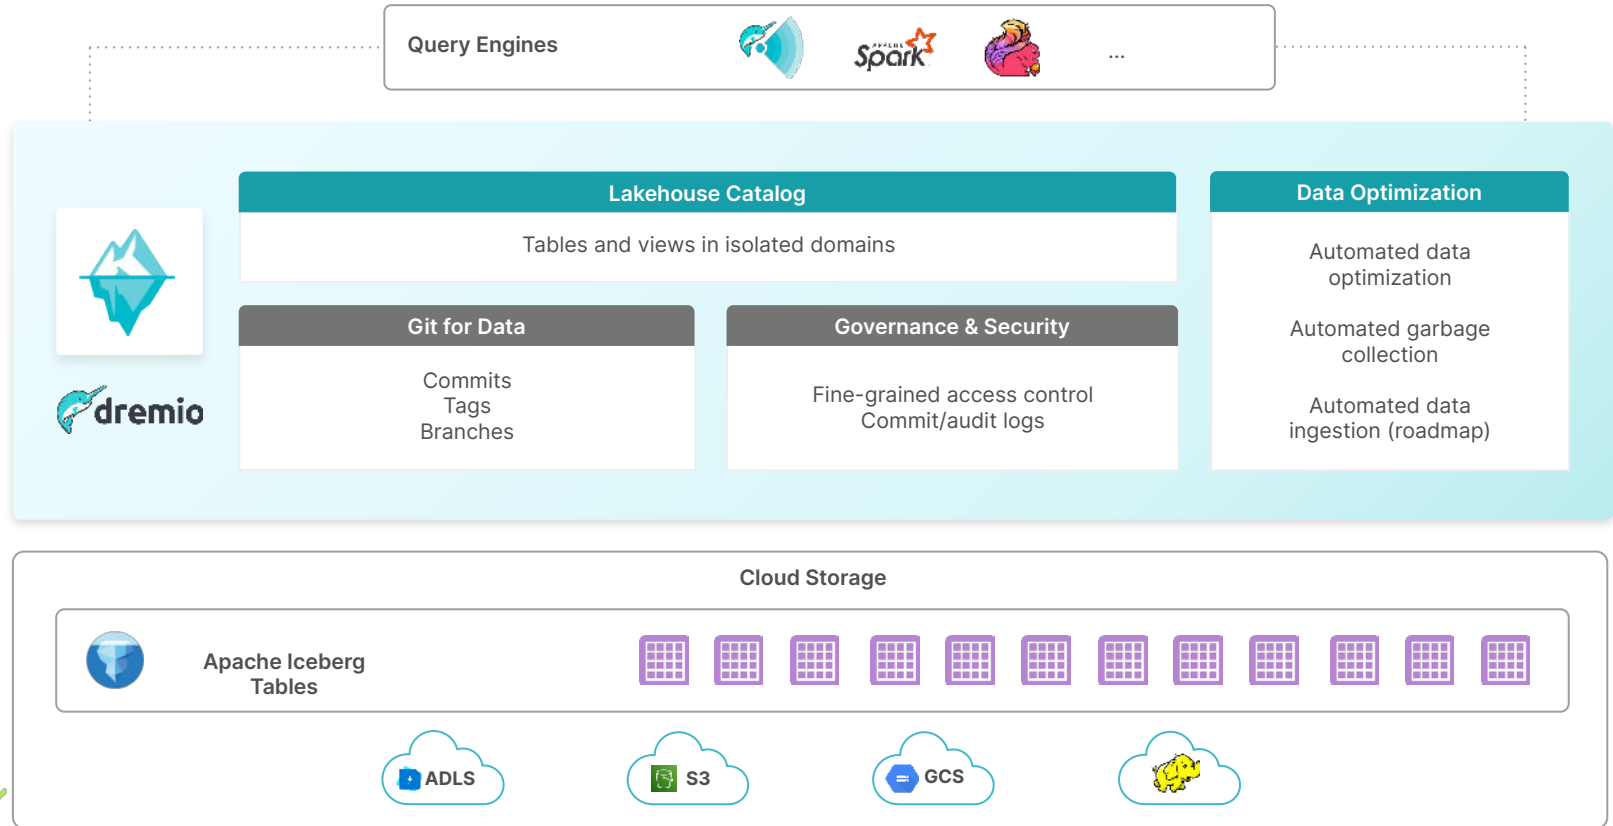 Query Engines
APACHE
Spark
...
Lakehouse Catalog
Tables and views in isolated domains
Data Optimization
Automated data
optimization
Automated garbage
collection
Automated data
ingestion (roadmap)
Git for Data
Commits
Tags
Branches
Governance & Security
Fine-grained access control
Commit/audit logs
dremio
Cloud Storage
Apache Iceberg
Tables
ADLS
S3
GCS